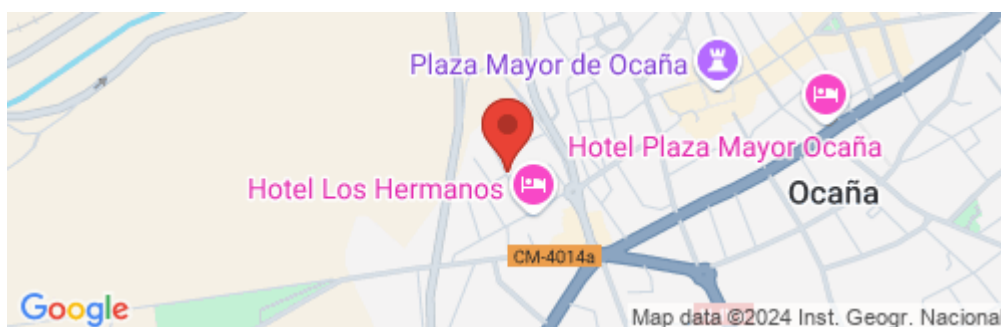 Plaza Mayor de Ocaña
Hotel Plaza Mayor Ocaña
Hotel Los Hermanos
Ocaña
CM-4014a
Google
Map data ©2024 Inst. Geogr. Naciona